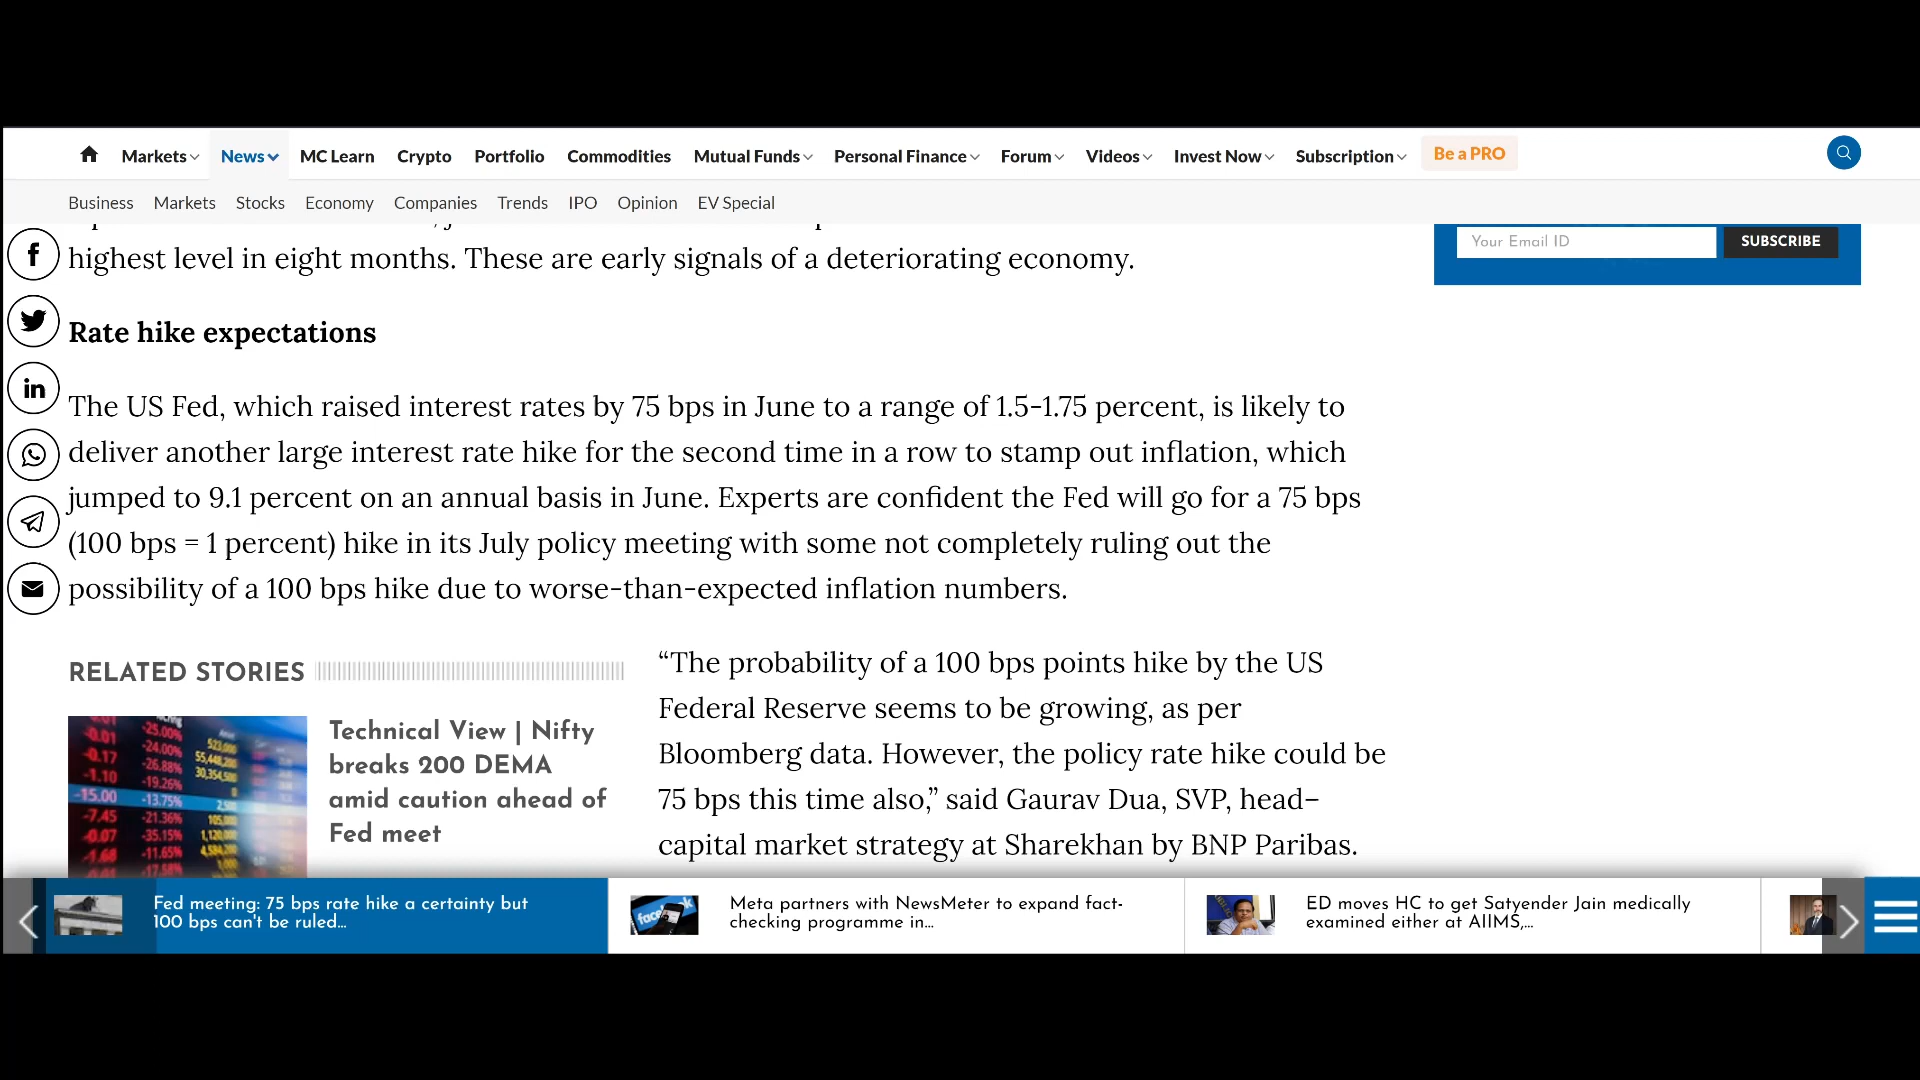 Markets News MC Learn Crypto Portfolio Commodities Mutual Funds Personal Finance Forum Videos Invest Now Subscription Be a PRO
Business Markets Stocks Economy Companies Trends IPO Opinion EV Special
Your Email ID SUBSCRIBE
highest level in eight months. These are early signals of a deteriorating economy.
Rate hike expectations
The US Fed, which raised interest rates by 75 bps in June to a range of 1.5-1.75 percent, is likely to
deliver another large interest rate hike for the second time in a row to stamp out inflation, which
jumped to 9.1 percent on an annual basis in June. Experts are confident the Fed will go for a 75 bps
(100 bps = 1 percent) hike in its July policy meeting with some not completely ruling out the
possibility of a 100 bps hike due to worse-than-expected inflation numbers.
RELATED STORIES
Technical View | Nifty
breaks 200 DEMA
amid caution ahead of
Fed meet
“The probability of a 100 bps points hike by the US
Federal Reserve seems to be growing, as per
Bloomberg data. However, the policy rate hike could be
75 bps this time also,” said Gaurav Dua, SVP, head–
capital market strategy at Sharekhan by BNP Paribas.
Fed meeting: 75 bps rate hike a certainty but
100 bps can't be ruled...
Meta partners with NewsMeter to expand fact-
checking programme in...
ED moves HC to get Satyender Jain medically
examined either at AIIMS,...